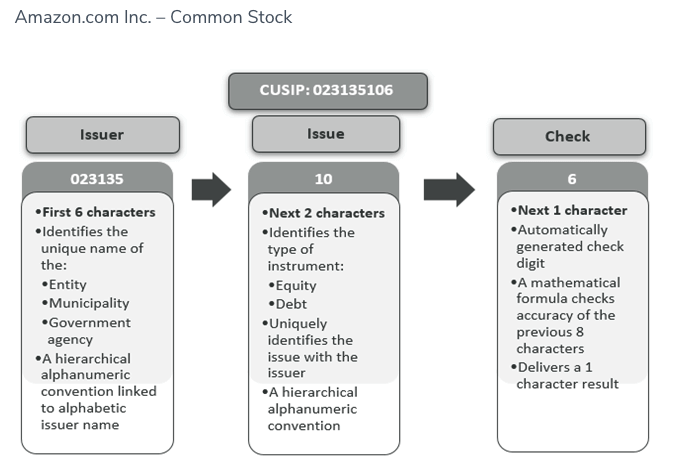 Amazon.com Inc. – Common Stock
CUSIP: 023135106
Issuer
023135
•First 6 characters
•Identifies the
unique name of
the:
•Entity
•Municipality
•Government
agency
•A hierarchical
alphanumeric
convention linked
to alphabetic
issuer name
Issue
10
•Next 2 characters
•Identifies the
type of
instrument:
•Equity
•Debt
•Uniquely
identifies the
issue with the
issuer
•A hierarchical
alphanumeric
convention
Check
6
•Next 1 character
•Automatically
generated check
digit
•A mathematical
formula checks
accuracy of the
previous 8
characters
•Delivers a 1
character result